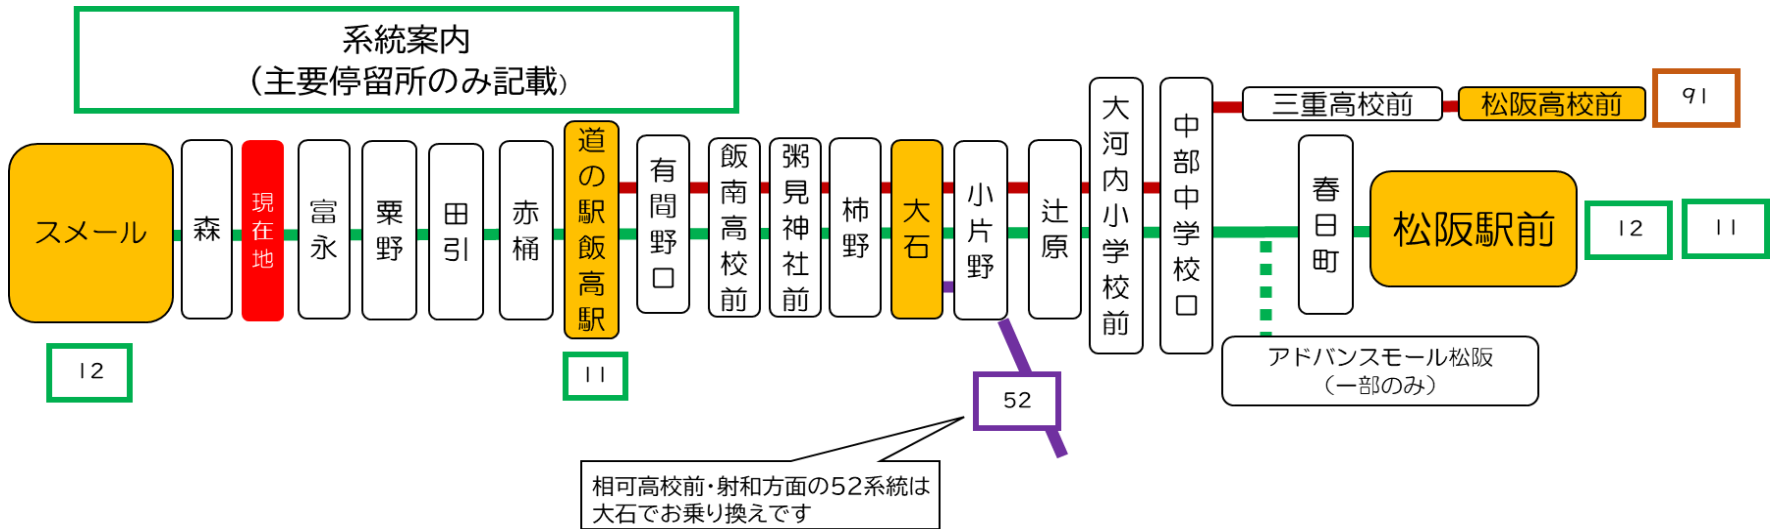 系統案内
（主要停留所のみ記載）
スメール
森
現在地
富永
粟野
田引
赤桶
道の駅飯高駅
有間野口
飯南高校前
粥見神社前
柿野
大石
小片野
辻原
大河内小学校前
中部中学校口
三重高校前
松阪高校前
91
春日町
松阪駅前
12
11
アドバンスモール松阪
（一部のみ）
12
11
52
相可高校前・射和方面の52系統は
大石でお乗り換えです